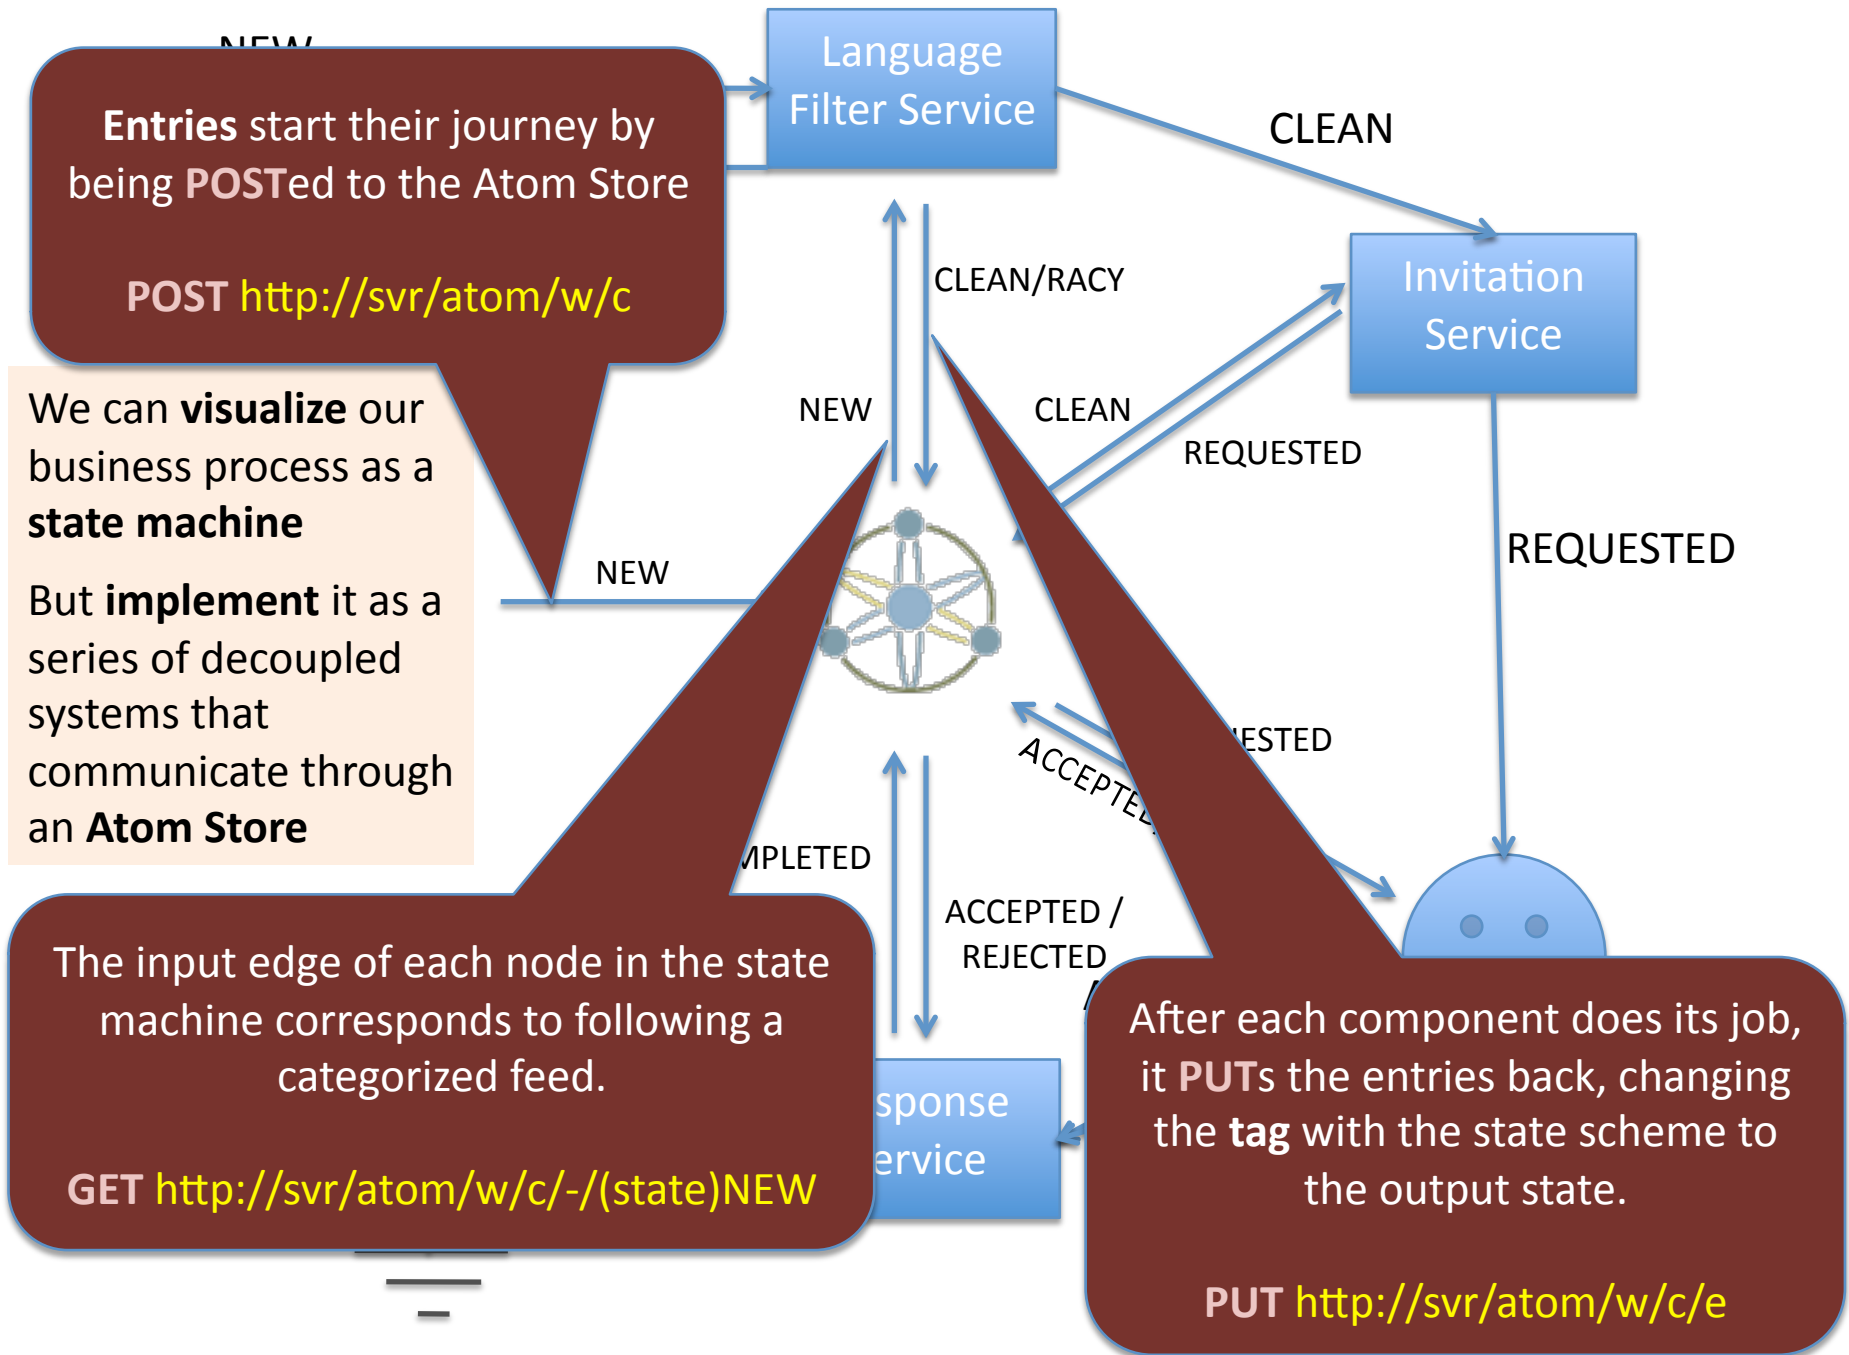 NEW
Entries start their journey by
being POSTed to the Atom Store
POST http://svr/atom/w/c
Language
Filter Service
CLEAN
Invitation
Service
CLEAN/RACY
NEW
CLEAN
REQUESTED
We can visualize our
business process as a
state machine
But implement it as a
series of decoupled
systems that
communicate through
an Atom Store
NEW
REQUESTED
ESTED
ACCEPTED
MPLETED
ACCEPTED /
REJECTED
The input edge of each node in the state
machine corresponds to following a
categorized feed.
GET http://svr/atom/w/c/-/(state)NEW
sponse
ervice
After each component does its job,
it PUTs the entries back, changing
the tag with the state scheme to
the output state.
PUT http://svr/atom/w/c/e